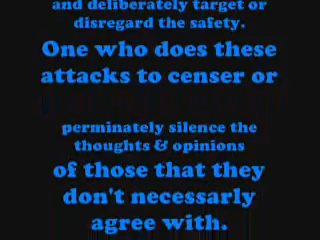 and deliberately target or
disregard the safety.
One who does these
attacks to censer or
perminately silence the
thoughts & opinions
of those that they
don't necessarly
agree with.